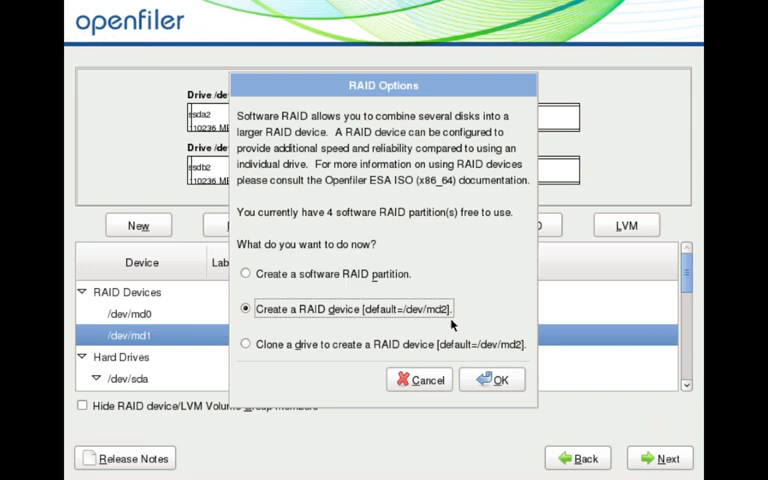 openfiler
RAID Options
Drive /de
sda2
110236 M
Drive /de
sdb2
110236 M
Software RAID allows you to combine several disks into a
larger RAID device. A RAID device can be configured to
provide additional speed and reliability compared to using an
individual drive. For more information on using RAID devices
please consult the Openfiler ESA ISO (x86_64) documentation.
You currently have 4 software RAID partition(s) free to use.
What do you want to do now?
Create a software RAID partition.
Create a RAID device [default=/dev/md2].
Clone a drive to create a RAID device [default=/dev/md2].
Cancel
OK
New
D
LVM
Device
Lab
RAID Devices
/dev/md0
/dev/md1
Hard Drives
/dev/sda
Hide RAID device/LVM Volume Group members
Release Notes
Back
Next